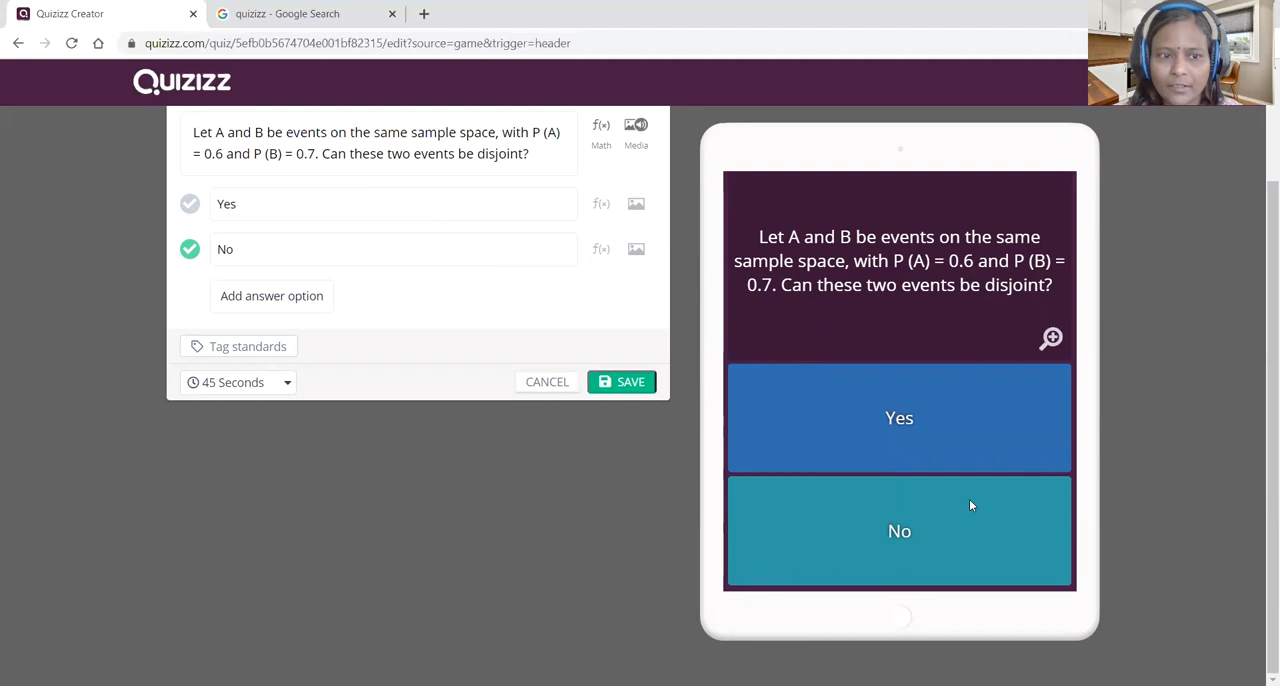 Quizizz Creator
quizizz - Google Search
quizizz.com/quiz/5efb0b5674704e001bf82315/edit?source=game&trigger=header
QUIZIZZ
Let A and B be events on the same sample space, with P (A)
= 0.6 and P (B) = 0.7. Can these two events be disjoint?
f(x)
Math
Media
Yes
f(x)
No
f(x)
Add answer option
Tag standards
45 Seconds
CANCEL
SAVE
Let A and B be events on the same
sample space, with P (A) = 0.6 and P (B) =
0.7. Can these two events be disjoint?
Yes
No